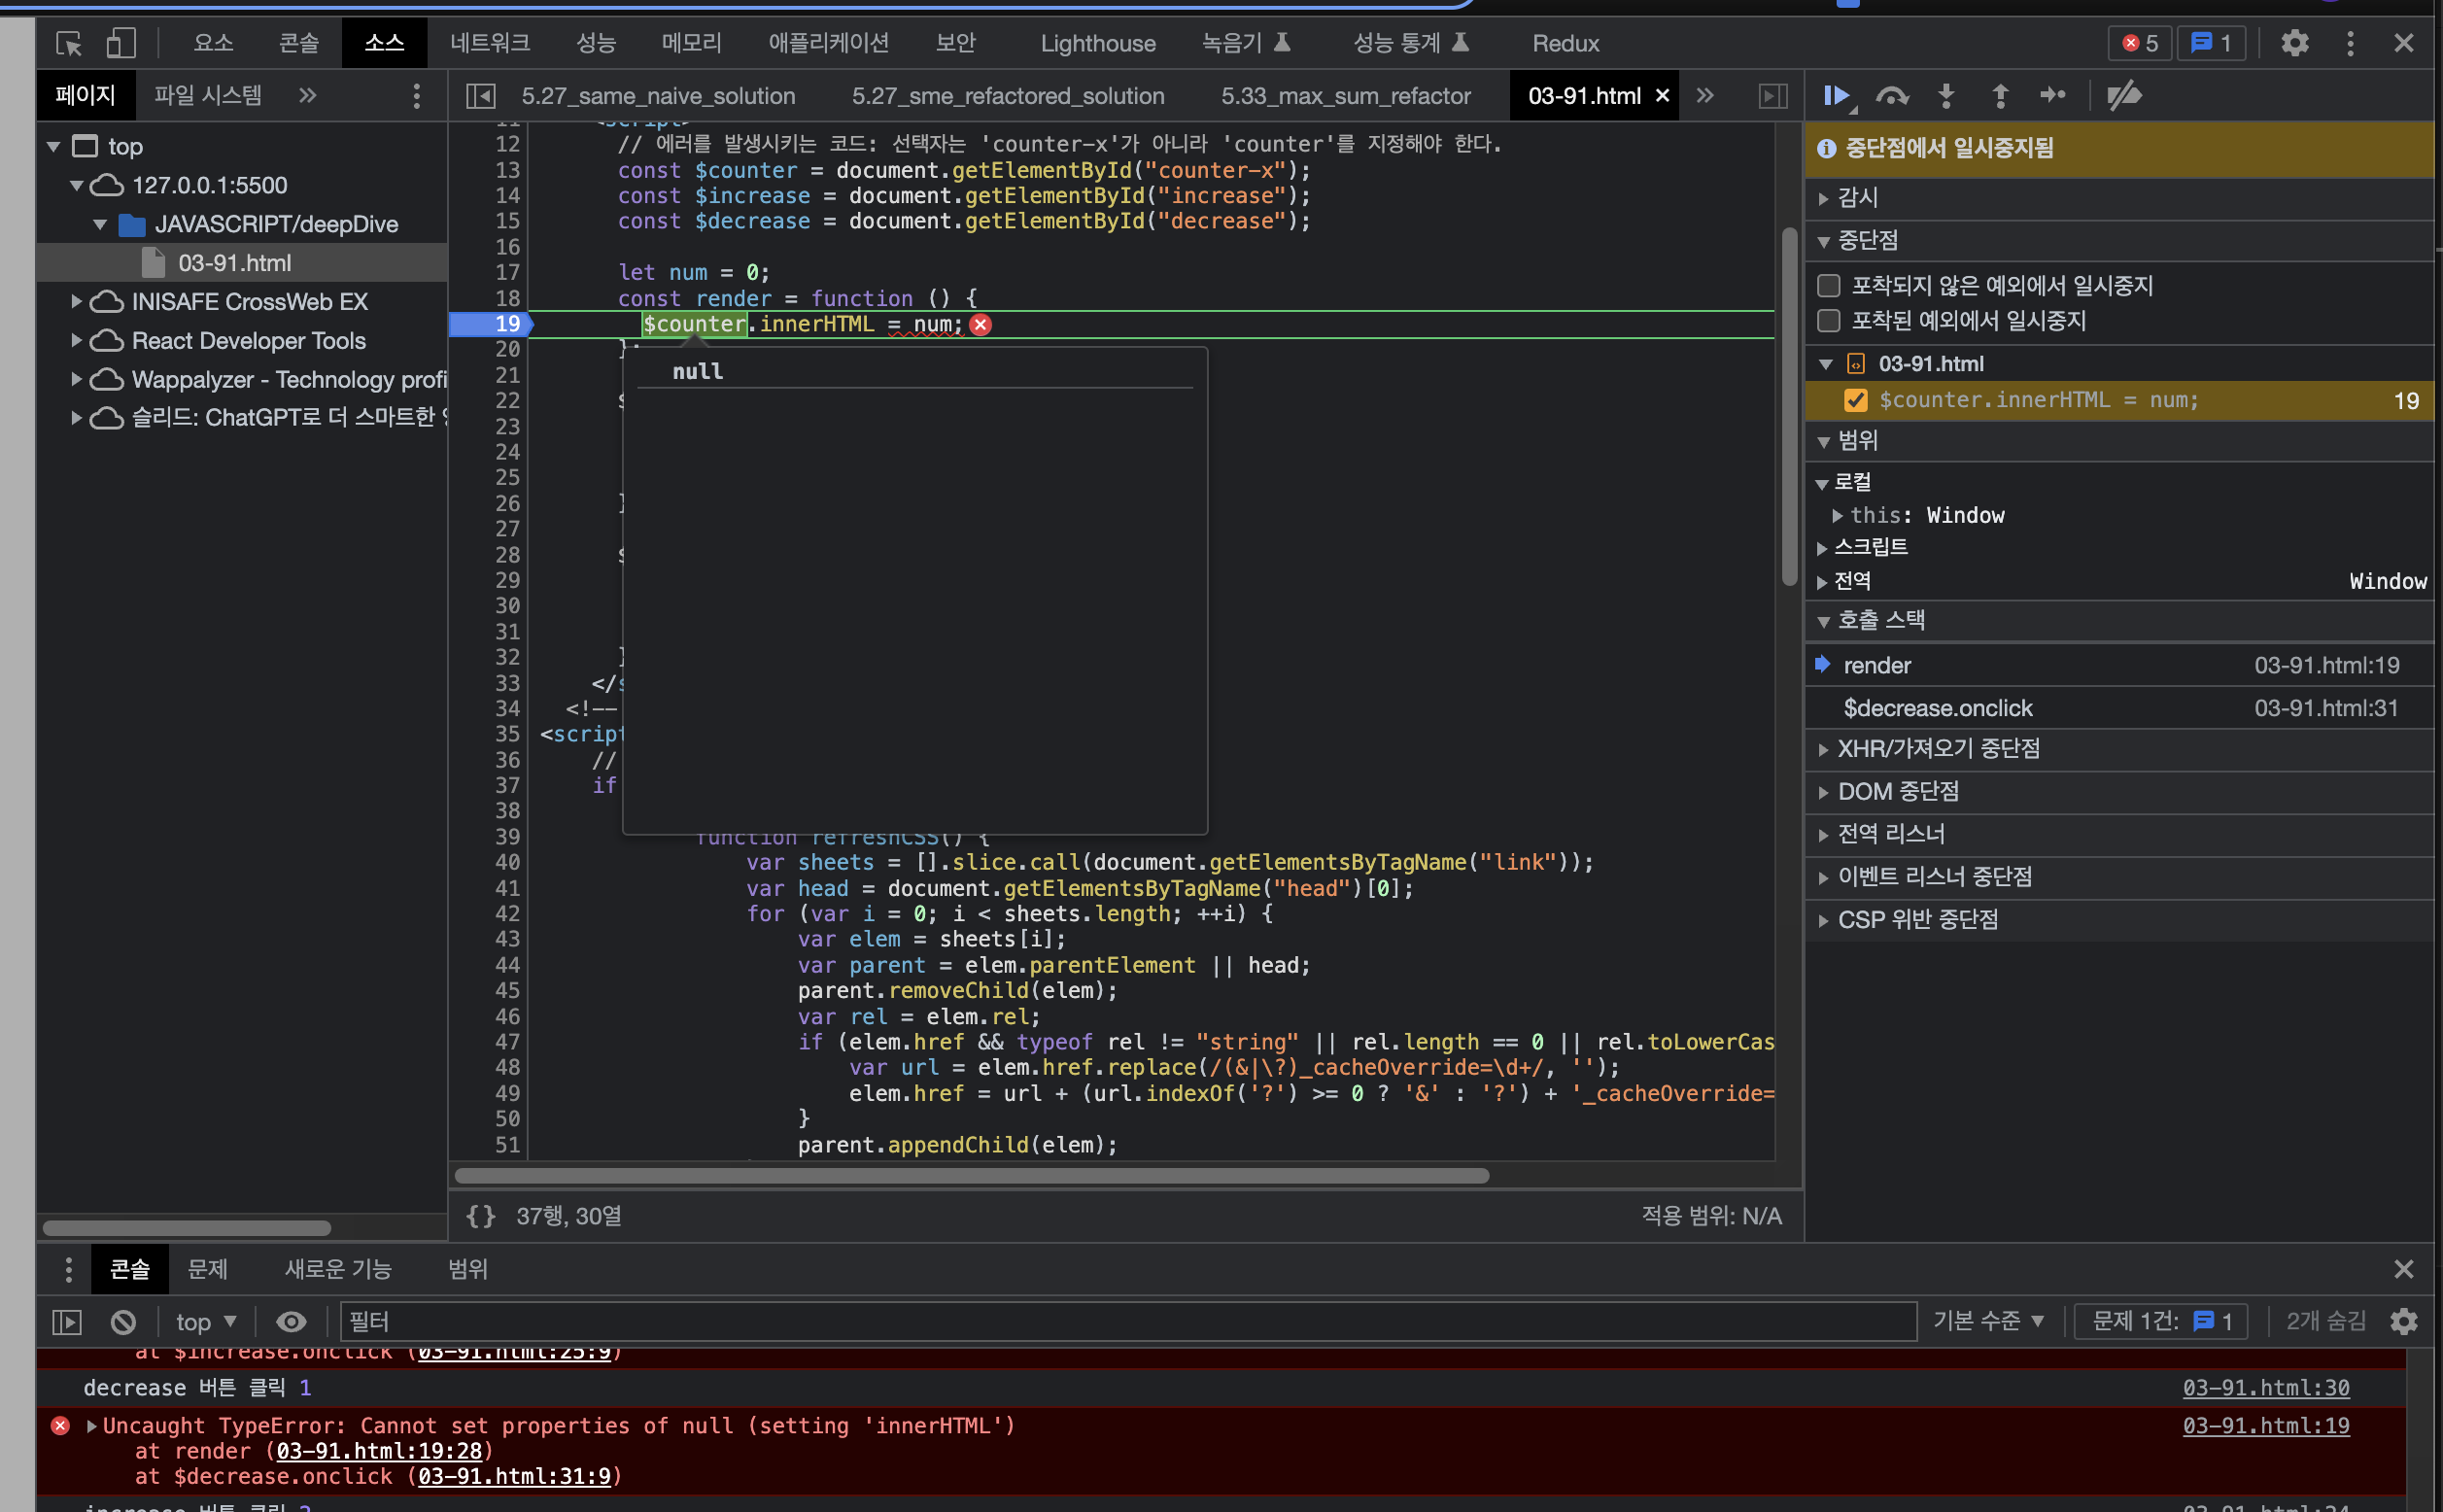 요소 콘솔 소스 네트워크 성능 메모리 애플리케이션 보안 Lighthouse 녹음기 성능 통계 Redux 5 1
페이지 파일 시스템 »
5.27_same_naive_solution 5.27_sme_refactored_solution 5.33_max_sum_refactor 03-91.html × »
top
127.0.0.1:5500
JAVASCRIPT/deepDive
03-91.html
INISAFE CrossWeb EX
React Developer Tools
Wappalyzer - Technology profi
슬리드: ChatGPT로 더 스마트한
11 <script>
12 // 에러를 발생시키는 코드: 선택자는 'counter-x'가 아니라 'counter'를 지정해야 한다.
13 const $counter = document.getElementById("counter-x");
14 const $increase = document.getElementById("increase");
15 const $decrease = document.getElementById("decrease");
16
17 let num = 0;
18 const render = function () {
19 $counter.innerHTML = num;
20 };
null
21
22 $
23
24
25
26 }
27
28 $
29
30
31
32 }
33 </s
34 <!--
35 <script
36 //
37 if
38
39 function refreshCSS() {
40 var sheets = [].slice.call(document.getElementsByTagName("link"));
41 var head = document.getElementsByTagName("head")[0];
42 for (var i = 0; i < sheets.length; ++i) {
43 var elem = sheets[i];
44 var parent = elem.parentElement || head;
45 parent.removeChild(elem);
46 var rel = elem.rel;
47 if (elem.href && typeof rel != "string" || rel.length == 0 || rel.toLowerCas
48 var url = elem.href.replace(/(&|\?)_cacheOverride=\d+/, '');
49 elem.href = url + (url.indexOf('?') >= 0 ? '&' : '?') + '_cacheOverride=
50 }
51 parent.appendChild(elem);
{} 37행, 30열 적용 범위: N/A
중단점에서 일시중지됨
감시
중단점
포착되지 않은 예외에서 일시중지
포착된 예외에서 일시중지
03-91.html
$counter.innerHTML = num; 19
범위
로컬
this: Window
스크립트
전역 Window
호출 스택
render 03-91.html:19
$decrease.onclick 03-91.html:31
XHR/가져오기 중단점
DOM 중단점
전역 리스너
이벤트 리스너 중단점
CSP 위반 중단점
콘솔 문제 새로운 기능 범위
top 필터 기본 수준 문제 1건: 1 2개 숨김
at $increase.onclick (03-91.html:25:9)
decrease 버튼 클릭 1 03-91.html:30
Uncaught TypeError: Cannot set properties of null (setting 'innerHTML') 03-91.html:19
at render (03-91.html:19:28)
at $decrease.onclick (03-91.html:31:9)
increase 버튼 클릭 2 03-91.html:24